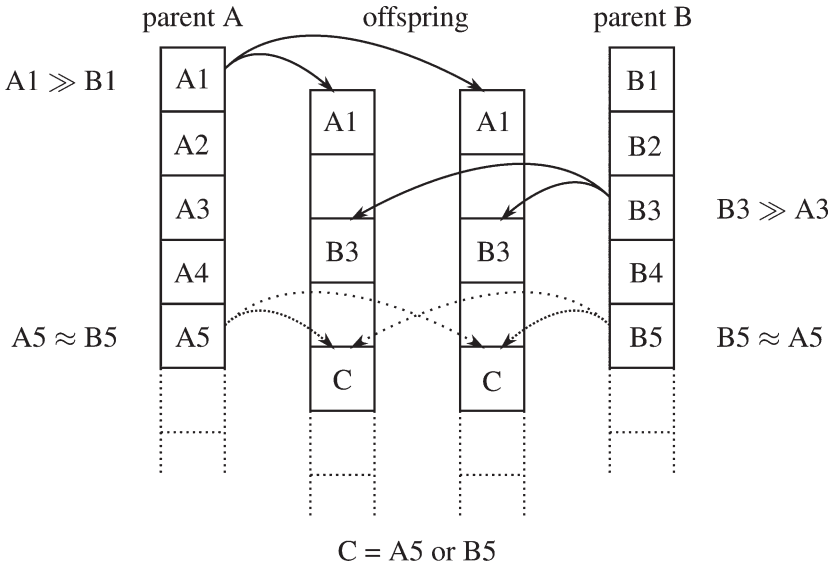 parent A offspring parent B
A1 ≫ B1 A1 B1
A1 A1
A2 B2
A3 B3 B3 ≫ A3
B3 B3
A4 B4
A5 ≈ B5 A5 B5 B5 ≈ A5
C C
C = A5 or B5